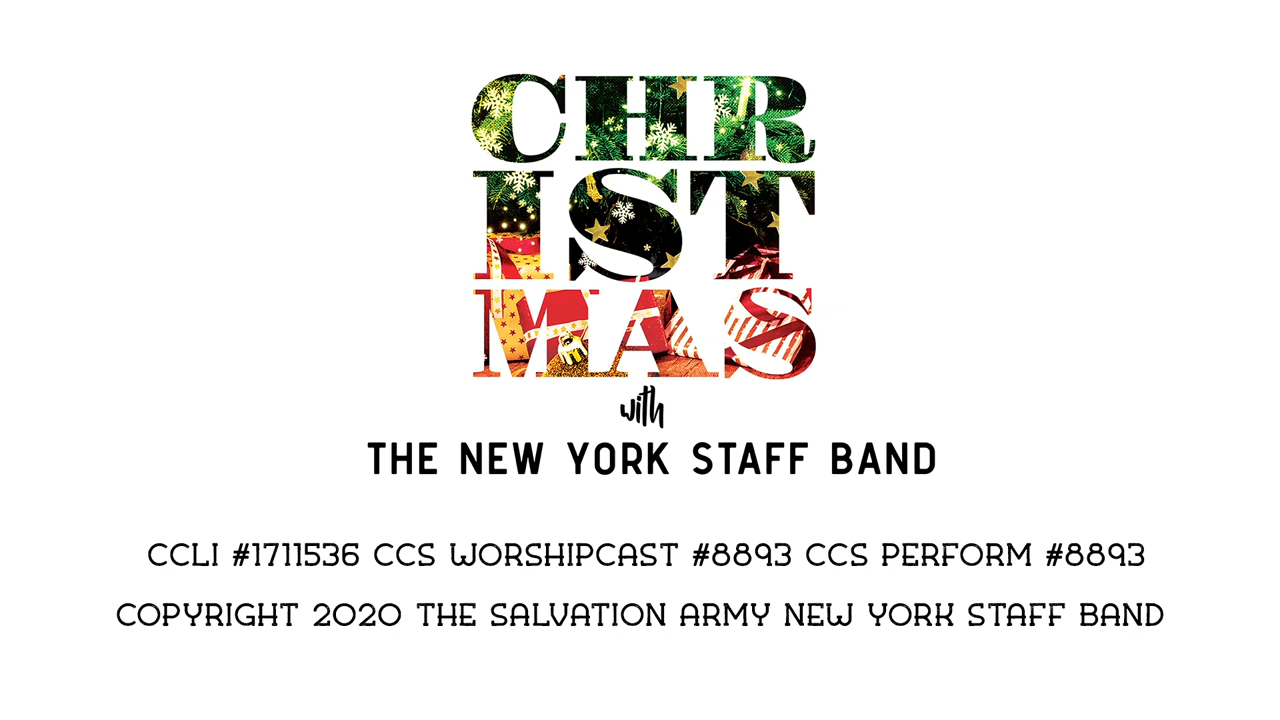 CHR
IST
MAS
with
THE NEW YORK STAFF BAND
CCLI #1711536 CCS WORSHIPCAST #8893 CCS PERFORM #8893
COPYRIGHT 2020 THE SALVATION ARMY NEW YORK STAFF BAND